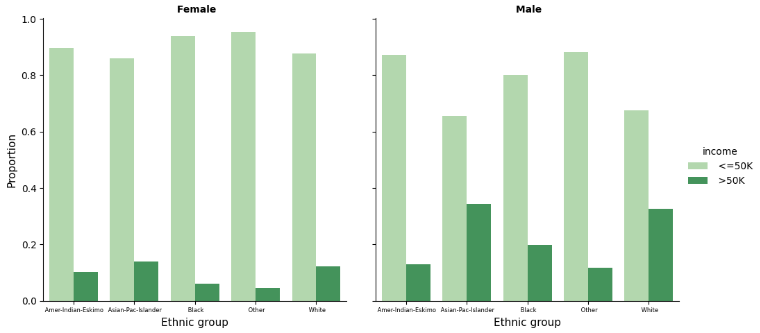 Female
Male
1.0
0.8
0.6
0.4
0.2
0.0
Proportion
Amer-Indian-Eskimo Asian-Pac-Islander Black Other White
Ethnic group
Amer-Indian-Eskimo Asian-Pac-Islander Black Other White
Ethnic group
income
<=50K
>50K